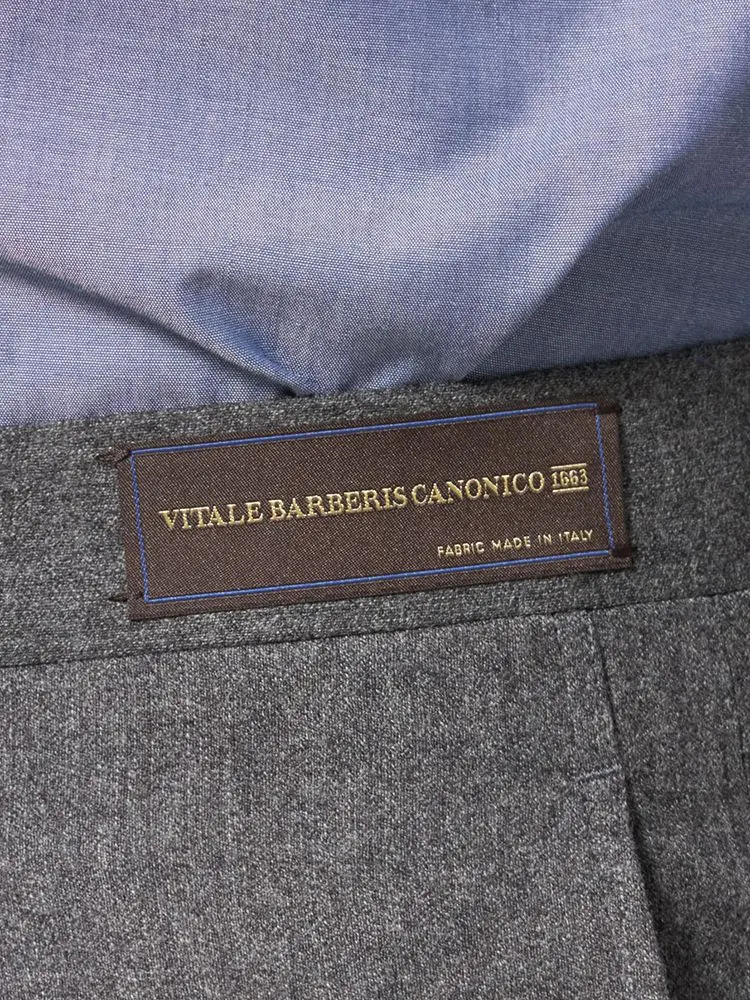 VITALE BARBERIS CANONICO 1663
FABRIC MADE IN ITALY